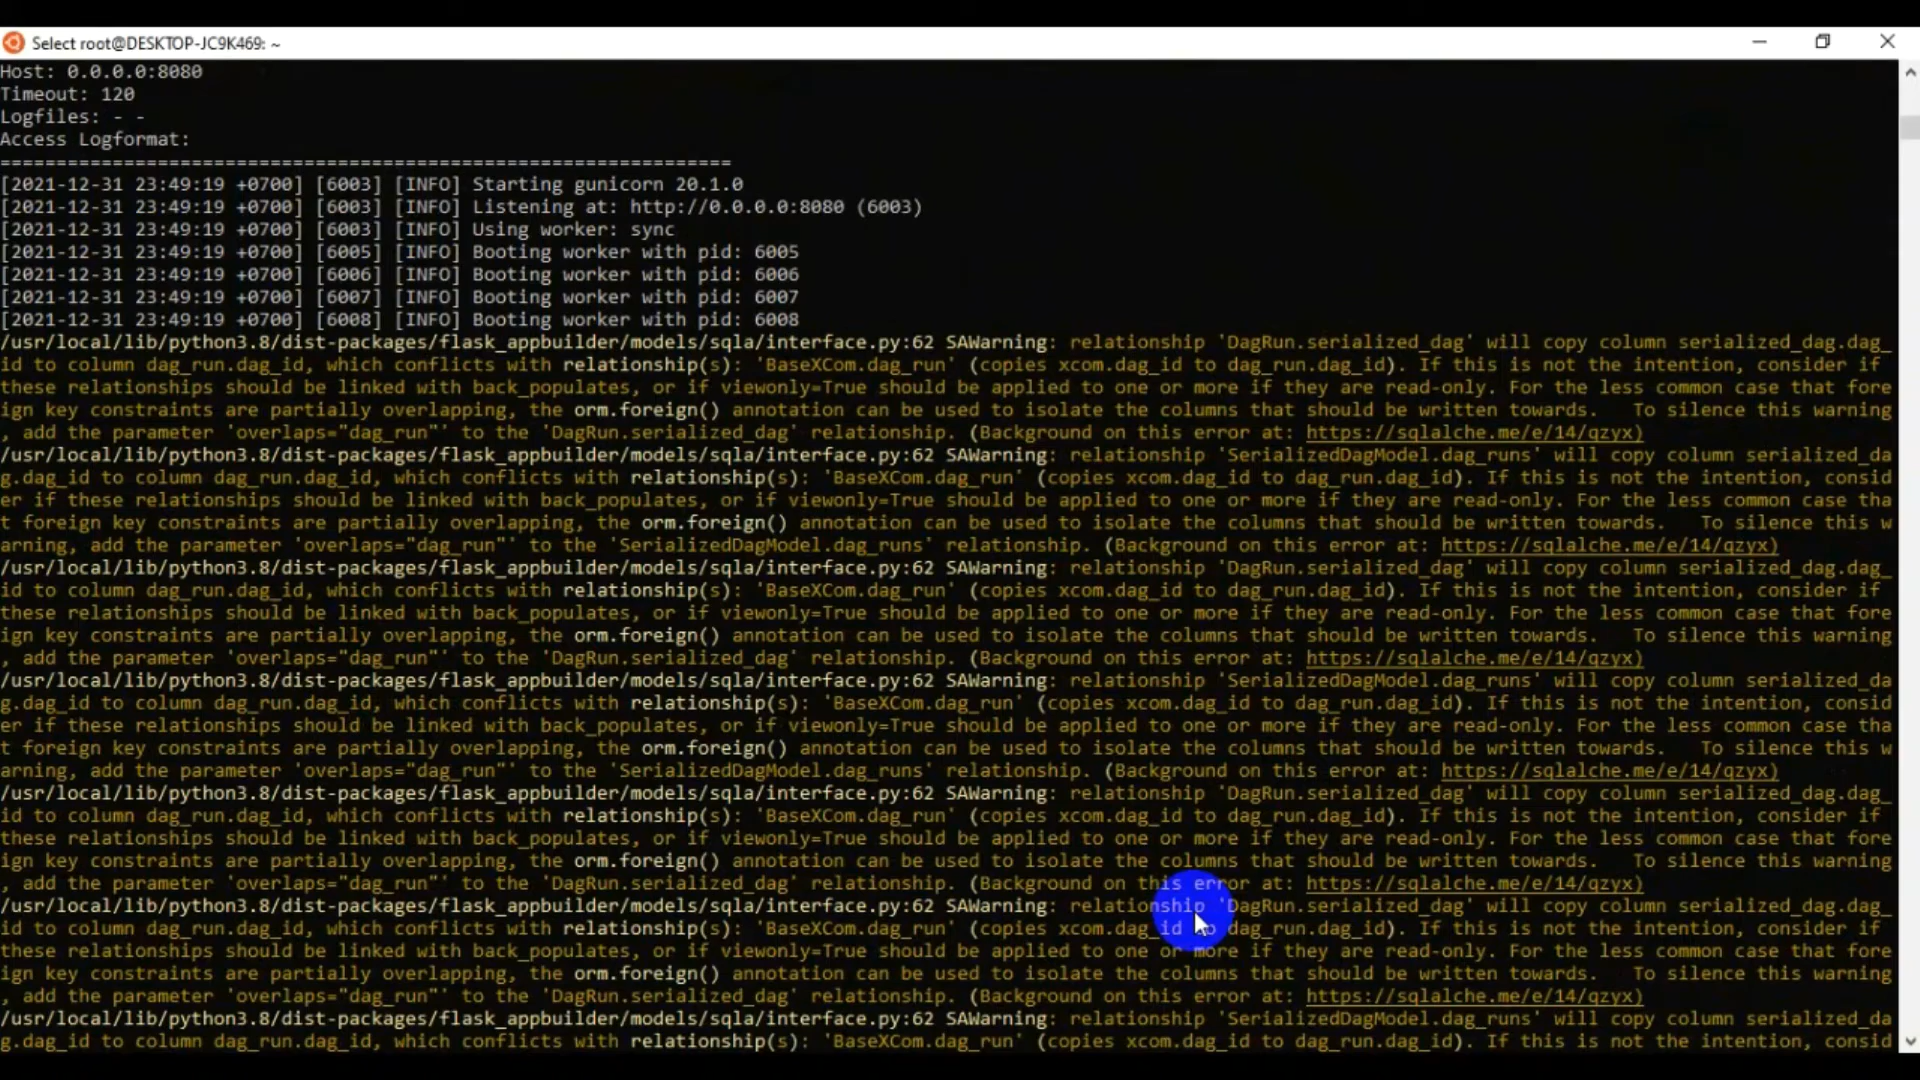 Select root@DESKTOP-JC9K469: ~
Host: 0.0.0.0:8080
Timeout: 120
Logfiles: - -
Access Logformat:
=================================================================
[2021-12-31 23:49:19 +0700] [6003] [INFO] Starting gunicorn 20.1.0
[2021-12-31 23:49:19 +0700] [6003] [INFO] Listening at: http://0.0.0.0:8080 (6003)
[2021-12-31 23:49:19 +0700] [6003] [INFO] Using worker: sync
[2021-12-31 23:49:19 +0700] [6005] [INFO] Booting worker with pid: 6005
[2021-12-31 23:49:19 +0700] [6006] [INFO] Booting worker with pid: 6006
[2021-12-31 23:49:19 +0700] [6007] [INFO] Booting worker with pid: 6007
[2021-12-31 23:49:19 +0700] [6008] [INFO] Booting worker with pid: 6008
/usr/local/lib/python3.8/dist-packages/flask_appbuilder/models/sqla/interface.py:62 SAWarning: relationship 'DagRun.serialized_dag' will copy column serialized_dag.dag_
id to column dag_run.dag_id, which conflicts with relationship(s): 'BaseXCom.dag_run' (copies xcom.dag_id to dag_run.dag_id). If this is not the intention, consider if
these relationships should be linked with back_populates, or if viewonly=True should be applied to one or more if they are read-only. For the less common case that fore
ign key constraints are partially overlapping, the orm.foreign() annotation can be used to isolate the columns that should be written towards.   To silence this warning
, add the parameter 'overlaps="dag_run"' to the 'DagRun.serialized_dag' relationship. (Background on this error at: https://sqlalche.me/e/14/qzyx)
/usr/local/lib/python3.8/dist-packages/flask_appbuilder/models/sqla/interface.py:62 SAWarning: relationship 'SerializedDagModel.dag_runs' will copy column serialized_da
g.dag_id to column dag_run.dag_id, which conflicts with relationship(s): 'BaseXCom.dag_run' (copies xcom.dag_id to dag_run.dag_id). If this is not the intention, consid
er if these relationships should be linked with back_populates, or if viewonly=True should be applied to one or more if they are read-only. For the less common case tha
t foreign key constraints are partially overlapping, the orm.foreign() annotation can be used to isolate the columns that should be written towards.   To silence this w
arning, add the parameter 'overlaps="dag_run"' to the 'SerializedDagModel.dag_runs' relationship. (Background on this error at: https://sqlalche.me/e/14/qzyx)
/usr/local/lib/python3.8/dist-packages/flask_appbuilder/models/sqla/interface.py:62 SAWarning: relationship 'DagRun.serialized_dag' will copy column serialized_dag.dag_
id to column dag_run.dag_id, which conflicts with relationship(s): 'BaseXCom.dag_run' (copies xcom.dag_id to dag_run.dag_id). If this is not the intention, consider if
these relationships should be linked with back_populates, or if viewonly=True should be applied to one or more if they are read-only. For the less common case that fore
ign key constraints are partially overlapping, the orm.foreign() annotation can be used to isolate the columns that should be written towards.   To silence this warning
, add the parameter 'overlaps="dag_run"' to the 'DagRun.serialized_dag' relationship. (Background on this error at: https://sqlalche.me/e/14/qzyx)
/usr/local/lib/python3.8/dist-packages/flask_appbuilder/models/sqla/interface.py:62 SAWarning: relationship 'SerializedDagModel.dag_runs' will copy column serialized_da
g.dag_id to column dag_run.dag_id, which conflicts with relationship(s): 'BaseXCom.dag_run' (copies xcom.dag_id to dag_run.dag_id). If this is not the intention, consid
er if these relationships should be linked with back_populates, or if viewonly=True should be applied to one or more if they are read-only. For the less common case tha
t foreign key constraints are partially overlapping, the orm.foreign() annotation can be used to isolate the columns that should be written towards.   To silence this w
arning, add the parameter 'overlaps="dag_run"' to the 'SerializedDagModel.dag_runs' relationship. (Background on this error at: https://sqlalche.me/e/14/qzyx)
/usr/local/lib/python3.8/dist-packages/flask_appbuilder/models/sqla/interface.py:62 SAWarning: relationship 'DagRun.serialized_dag' will copy column serialized_dag.dag_
id to column dag_run.dag_id, which conflicts with relationship(s): 'BaseXCom.dag_run' (copies xcom.dag_id to dag_run.dag_id). If this is not the intention, consider if
these relationships should be linked with back_populates, or if viewonly=True should be applied to one or more if they are read-only. For the less common case that fore
ign key constraints are partially overlapping, the orm.foreign() annotation can be used to isolate the columns that should be written towards.   To silence this warning
, add the parameter 'overlaps="dag_run"' to the 'DagRun.serialized_dag' relationship. (Background on this error at: https://sqlalche.me/e/14/qzyx)
/usr/local/lib/python3.8/dist-packages/flask_appbuilder/models/sqla/interface.py:62 SAWarning: relationship 'DagRun.serialized_dag' will copy column serialized_dag.dag_
id to column dag_run.dag_id, which conflicts with relationship(s): 'BaseXCom.dag_run' (copies xcom.dag_id dag_run.dag_id). If this is not the intention, consider if
these relationships should be linked with back_populates, or if viewonly=True should be applied to one or more if they are read-only. For the less common case that fore
ign key constraints are partially overlapping, the orm.foreign() annotation can be used to isolate the columns that should be written towards.   To silence this warning
, add the parameter 'overlaps="dag_run"' to the 'DagRun.serialized_dag' relationship. (Background on this error at: https://sqlalche.me/e/14/qzyx)
/usr/local/lib/python3.8/dist-packages/flask_appbuilder/models/sqla/interface.py:62 SAWarning: relationship 'SerializedDagModel.dag_runs' will copy column serialized_da
g.dag_id to column dag_run.dag_id, which conflicts with relationship(s): 'BaseXCom.dag_run' (copies xcom.dag_id to dag_run.dag_id). If this is not the intention, consid